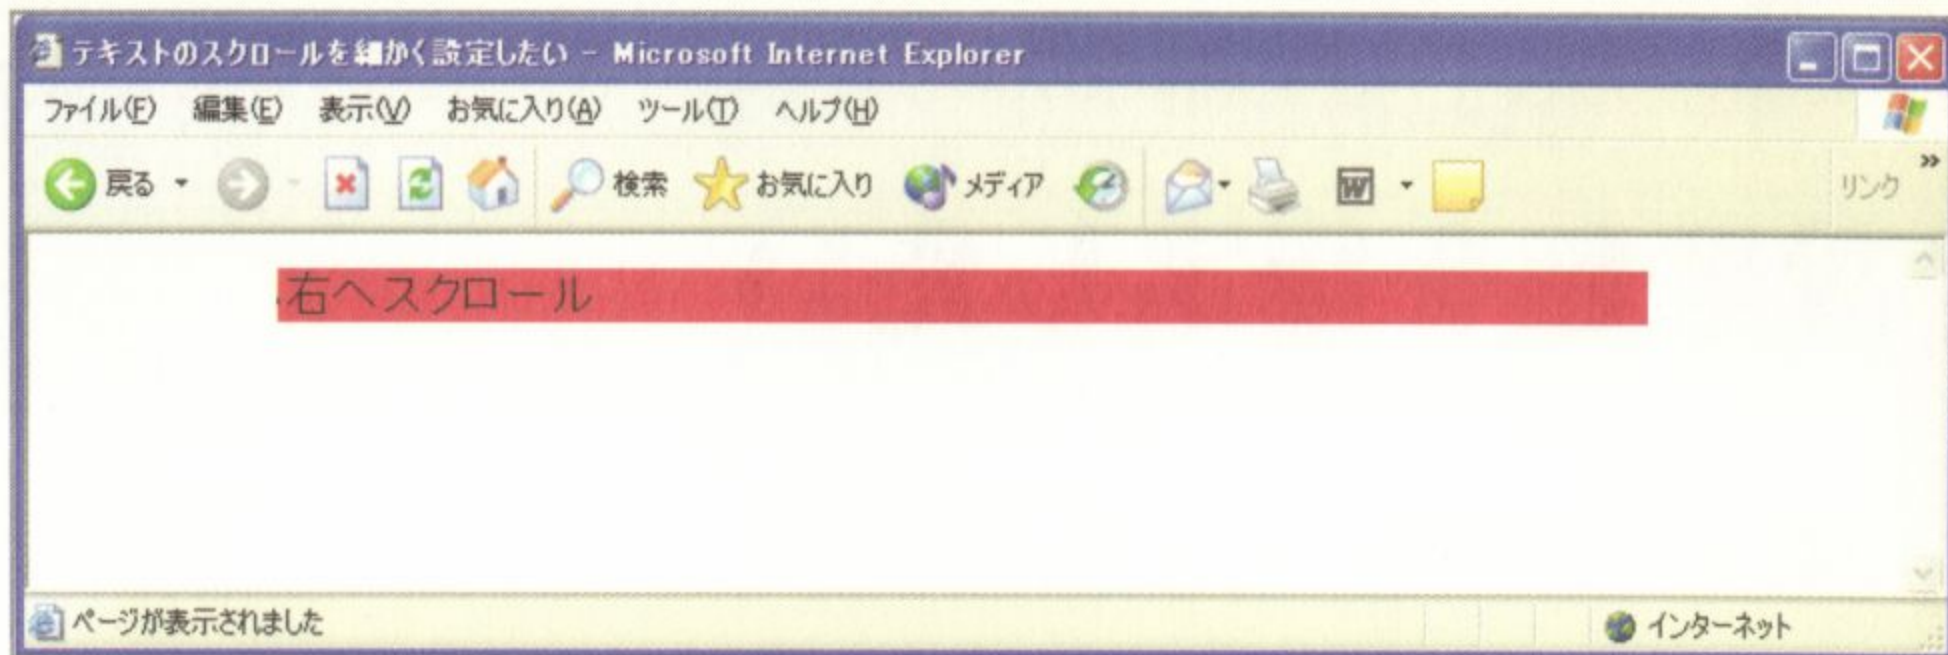 テキストのスクロールを細かく設定したい - Microsoft Internet Explorer
ファイル(F) 編集(E) 表示(V) お気に入り(A) ツール(T) ヘルプ(H)
戻る 検索 お気に入り メディア W リンク »
右へスクロール
ページが表示されました インターネット